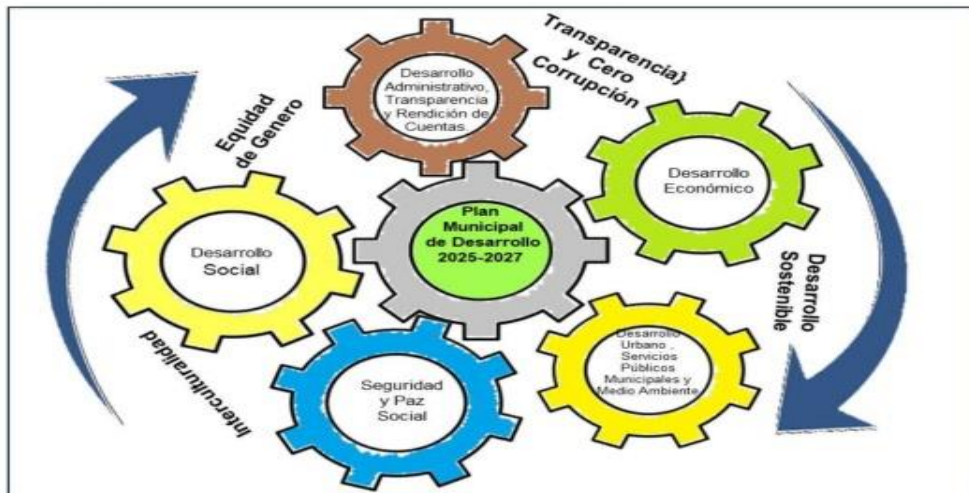 Transparencia}
y Cero
Corrupción
Equidad
de Genero
Desarrollo
Administrativo,
Transparencia
y Rendición de
Cuentas.
Desarrollo
Económico
Plan
Municipal
de Desarrollo
2025-2027
Desarrollo
Social
Desarrollo
Sostenible
Desarrollo
Urbano ,
Servicios
Públicos
Municipales y
Medio Ambiente
Seguridad
y Paz
Social
Interculturalidad